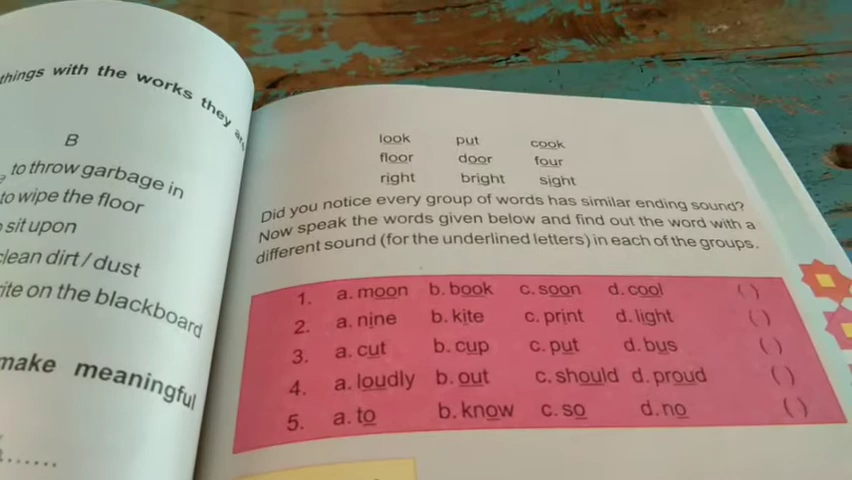 things with the works they are
B
to throw garbage in
to wipe the floor
sit upon
clean dirt / dust
ite on the blackboard
make meaningful
look put cook
floor door four
right bright sight
Did you notice every group of words has similar ending sound?
Now speak the words given below and find out the word with a
different sound (for the underlined letters) in each of the groups.
1. a. moon b. book c. soon d. cool ( )
2. a. nine b. kite c. print d. light ( )
3. a. cut b. cup c. put d. bus ( )
4. a. loudly b. out c. should d. proud ( )
5. a. to b. know c. so d. no ( )